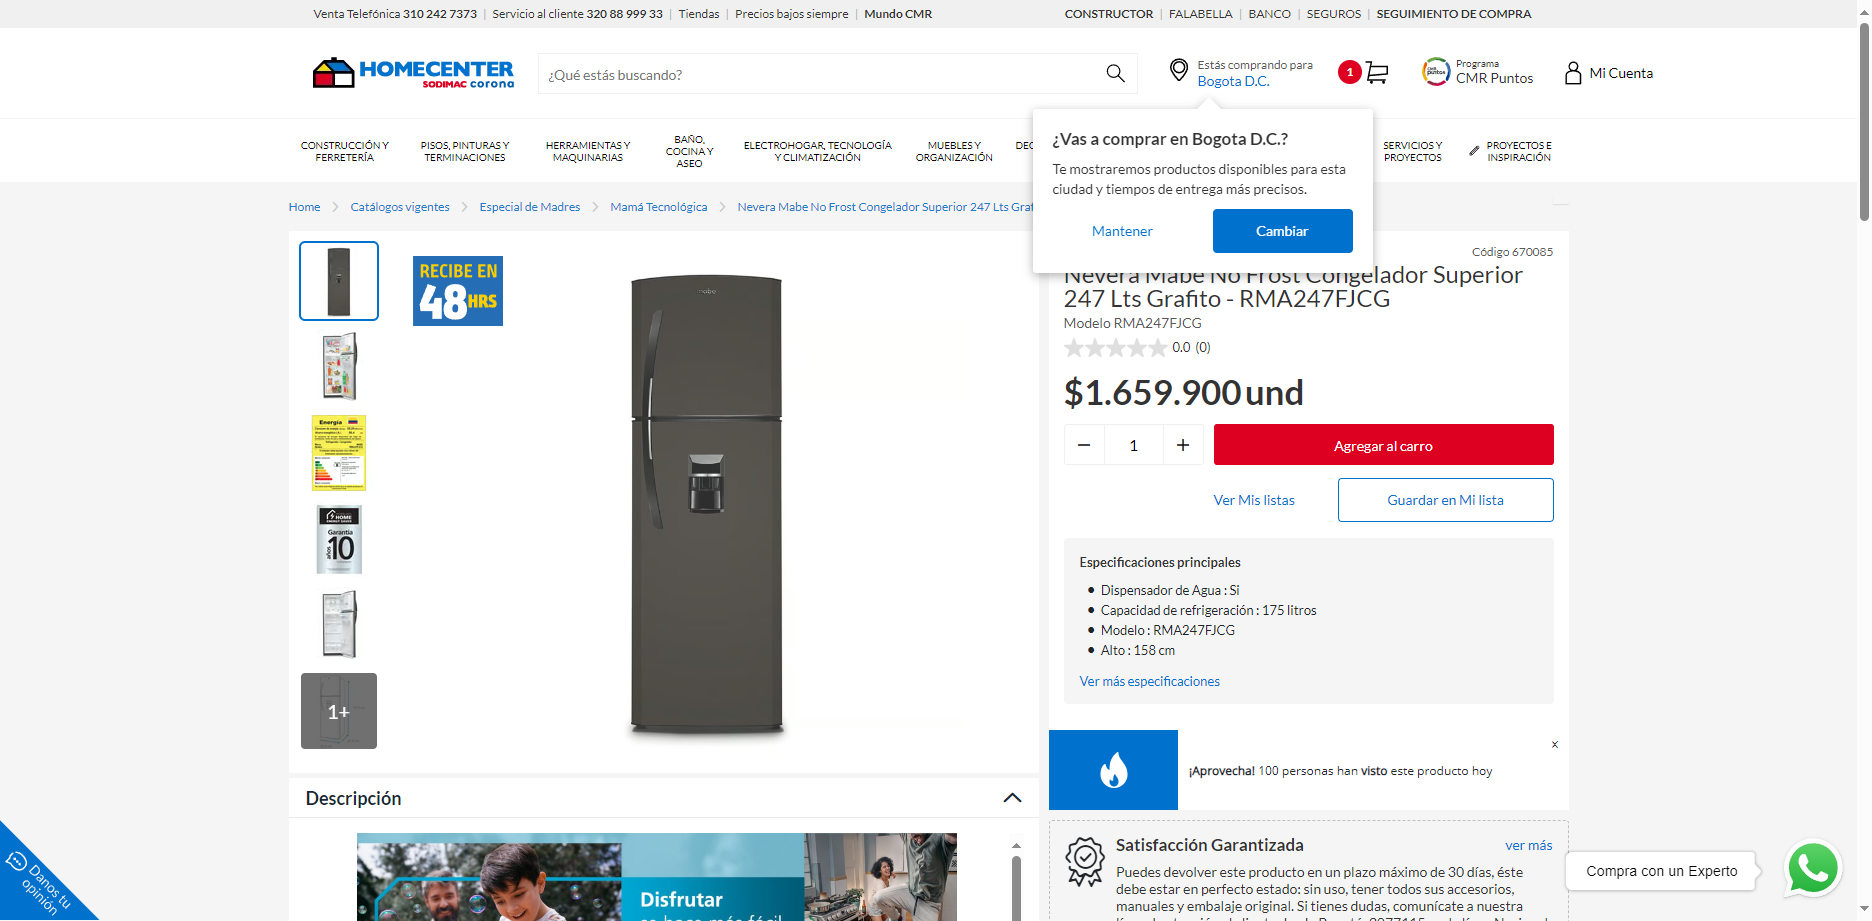 Venta Telefónica 310 242 7373 | Servicio al cliente 320 88 999 33 | Tiendas | Precios bajos siempre | Mundo CMR
CONSTRUCTOR | FALABELLA | BANCO | SEGUROS | SEGUIMIENTO DE COMPRA
HOMECENTER
SODIMAC corona
¿Qué estás buscando?
Estás comprando para
Bogota D.C.
1
Programa
CMR Puntos
Mi Cuenta
CONSTRUCCIÓN Y
FERRETERÍA
PISOS, PINTURAS Y
TERMINACIONES
HERRAMIENTAS Y
MAQUINARIAS
BAÑO,
COCINA Y
ASEO
ELECTROHOGAR, TECNOLOGÍA
Y CLIMATIZACIÓN
MUEBLES Y
ORGANIZACIÓN
SERVICIOS Y
PROYECTOS
PROYECTOS E
INSPIRACIÓN
¿Vas a comprar en Bogota D.C.?
Te mostraremos productos disponibles para esta
ciudad y tiempos de entrega más precisos.
Mantener
Cambiar
Home > Catálogos vigentes > Especial de Madres > Mamá Tecnológica > Nevera Mabe No Frost Congelador Superior 247 Lts Graf
RECIBE EN
48HRS
mabe
Energía
HOME
Garantía
10
años
1+
Código 670085
Nevera Mabe No Frost Congelador Superior
247 Lts Grafito - RMA247FJCG
Modelo RMA247FJCG
0.0 (0)
$1.659.900 und
− 1 +
Agregar al carro
Ver Mis listas
Guardar en Mi lista
Especificaciones principales
• Dispensador de Agua : Si
• Capacidad de refrigeración : 175 litros
• Modelo : RMA247FJCG
• Alto : 158 cm
Ver más especificaciones
x
¡Aprovecha! 100 personas han visto este producto hoy
Descripción
Disfrutar
Satisfacción Garantizada
ver más
Puedes devolver este producto en un plazo máximo de 30 días, éste
debe estar en perfecto estado: sin uso, tener todos sus accesorios,
manuales y embalaje original. Si tienes dudas, comunícate a nuestra
Compra con un Experto
Danos tu
opinión